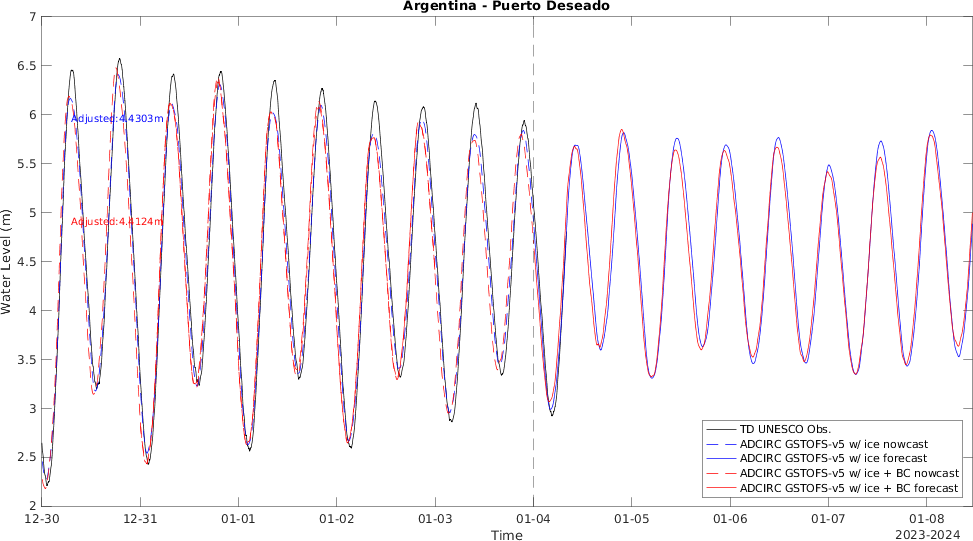 Argentina - Puerto Deseado
7
6.5
6
5.5
5
4.5
4
3.5
3
2.5
2
Water Level (m)
Adjusted:4.4303m
Adjusted:4.4124m
TD UNESCO Obs.
ADCIRC GSTOFS-v5 w/ ice nowcast
ADCIRC GSTOFS-v5 w/ ice forecast
ADCIRC GSTOFS-v5 w/ ice + BC nowcast
ADCIRC GSTOFS-v5 w/ ice + BC forecast
12-30 12-31 01-01 01-02 01-03 01-04 01-05 01-06 01-07 01-08
Time
2023-2024